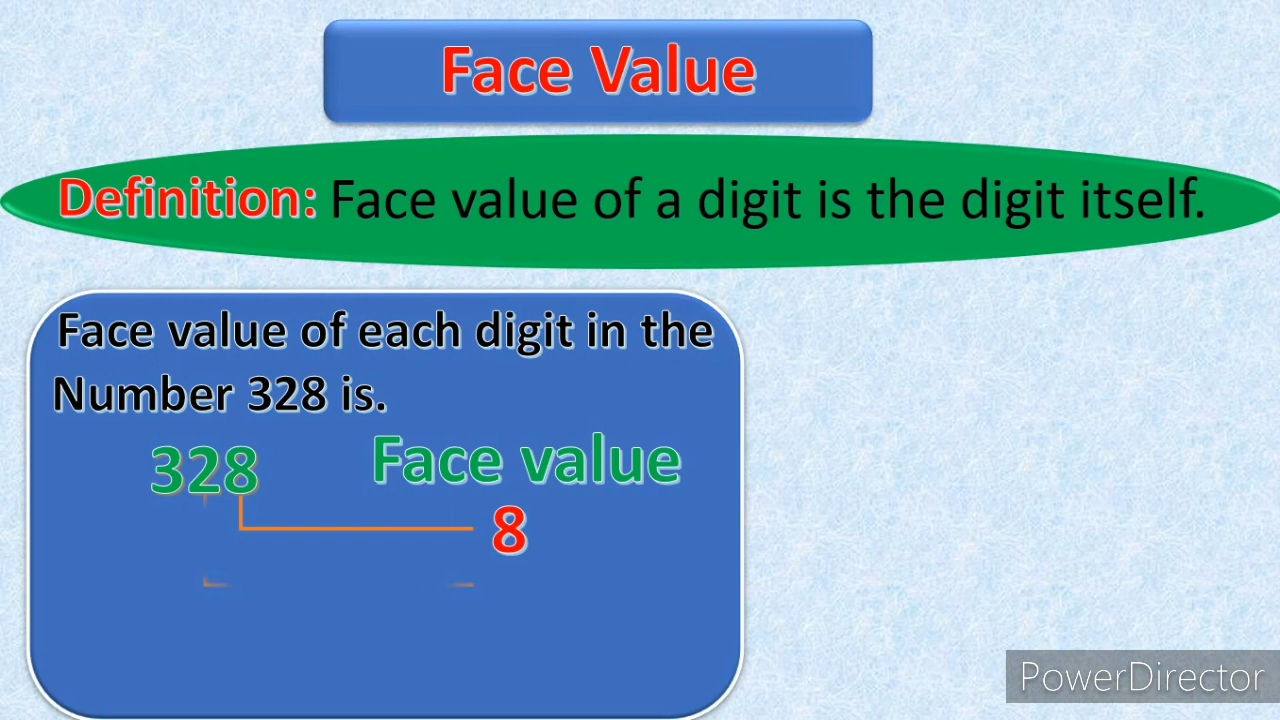 Face Value
Definition: Face value of a digit is the digit itself.
Face value of each digit in the
Number 328 is.
328 Face value
8
PowerDirector